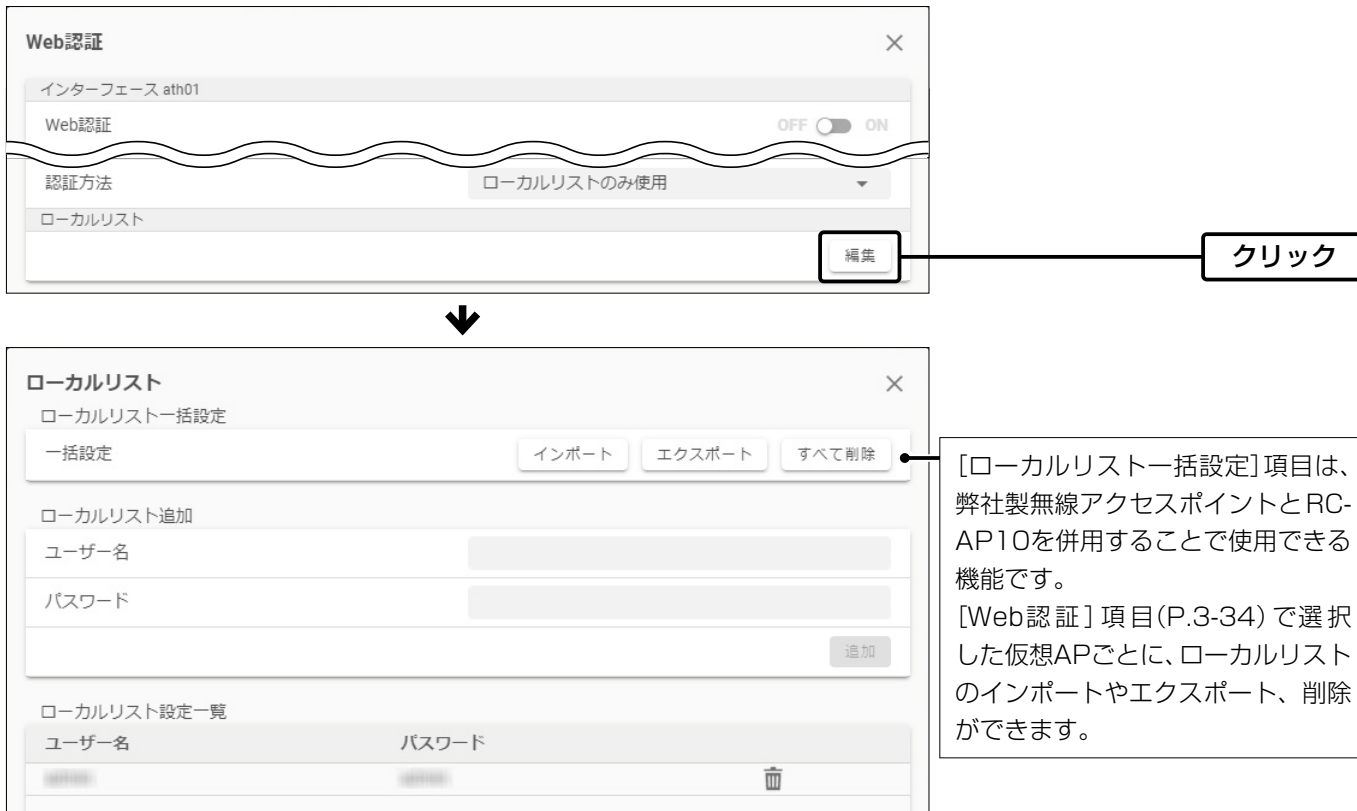 Web認証
インターフェース ath01
Web認証
OFF ON
認証方法
ローカルリストのみ使用
ローカルリスト
編集
クリック
ローカルリスト
ローカルリスト一括設定
一括設定
インポート
エクスポート
すべて削除
ローカルリスト追加
ユーザー名
パスワード
追加
ローカルリスト設定一覧
ユーザー名
パスワード
[ローカルリスト一括設定]項目は、
弊社製無線アクセスポイントとRC-
AP10を併用することで使用できる
機能です。
[Web認証]項目(P.3-34)で選択
した仮想APごとに、ローカルリスト
のインポートやエクスポート、削除
ができます。